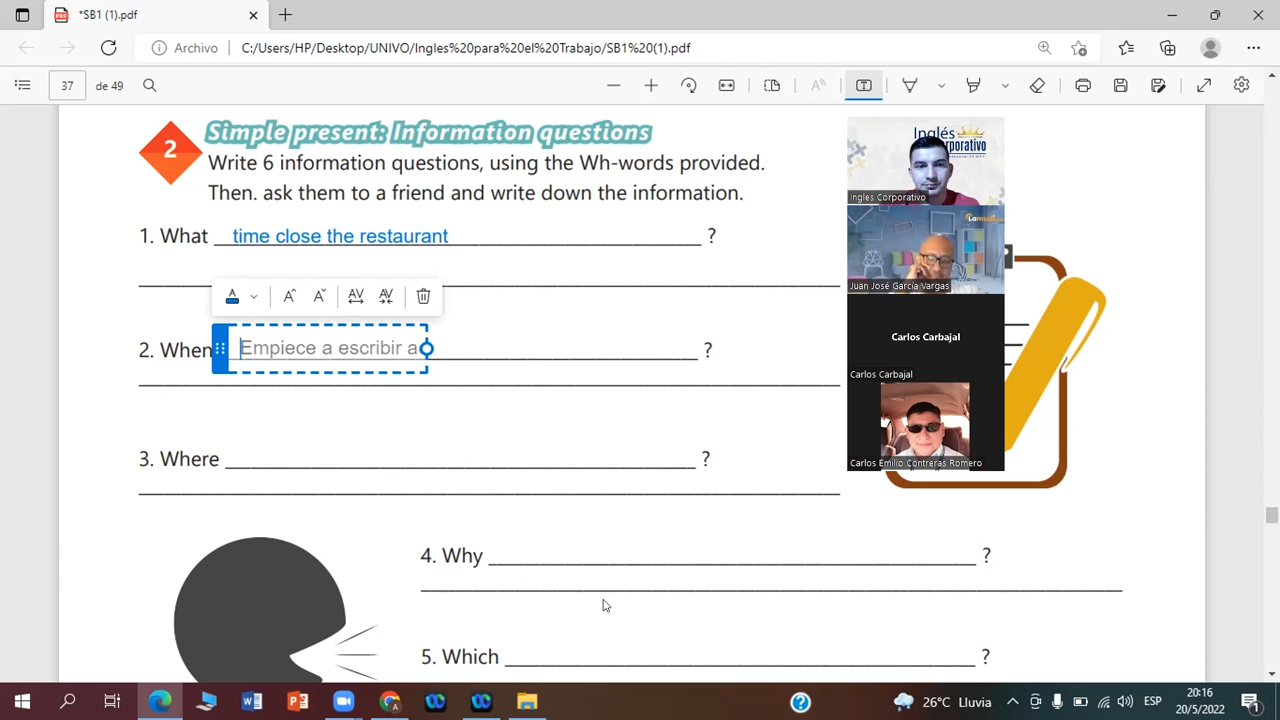 *SB1 (1).pdf
Archivo
C:/Users/HP/Desktop/UNIVO/Ingles%20para%20el%20Trabajo/SB1%20(1).pdf
37 de 49
2
Simple present: Information questions
Write 6 information questions, using the Wh-words provided.
Then. ask them to a friend and write down the information.
1. What time close the restaurant ?
2. When Empiece a escribir a ?
3. Where ?
4. Why ?
5. Which ?
Inglés
Ingles Corporativo
Juan José García Vargas
Carlos Carbajal
Carlos Carbajal
Carlos Emilio Contreras Romero
26°C Lluvia
ESP
20:16
20/5/2022